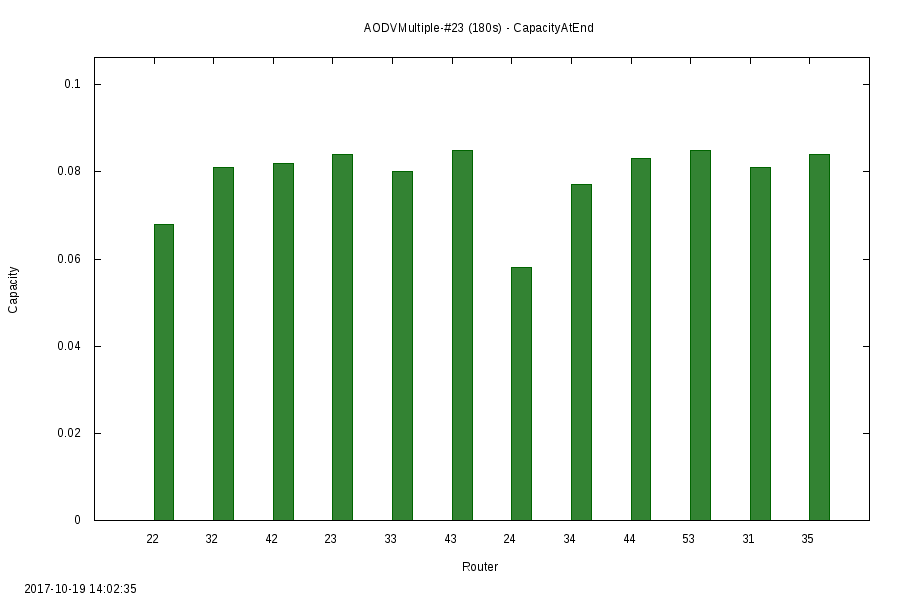 AODVMultiple-#23 (180s) - CapacityAtEnd
0.1
0.08
0.06
0.04
0.02
0
Capacity
22 32 42 23 33 43 24 34 44 53 31 35
Router
2017-10-19 14:02:35